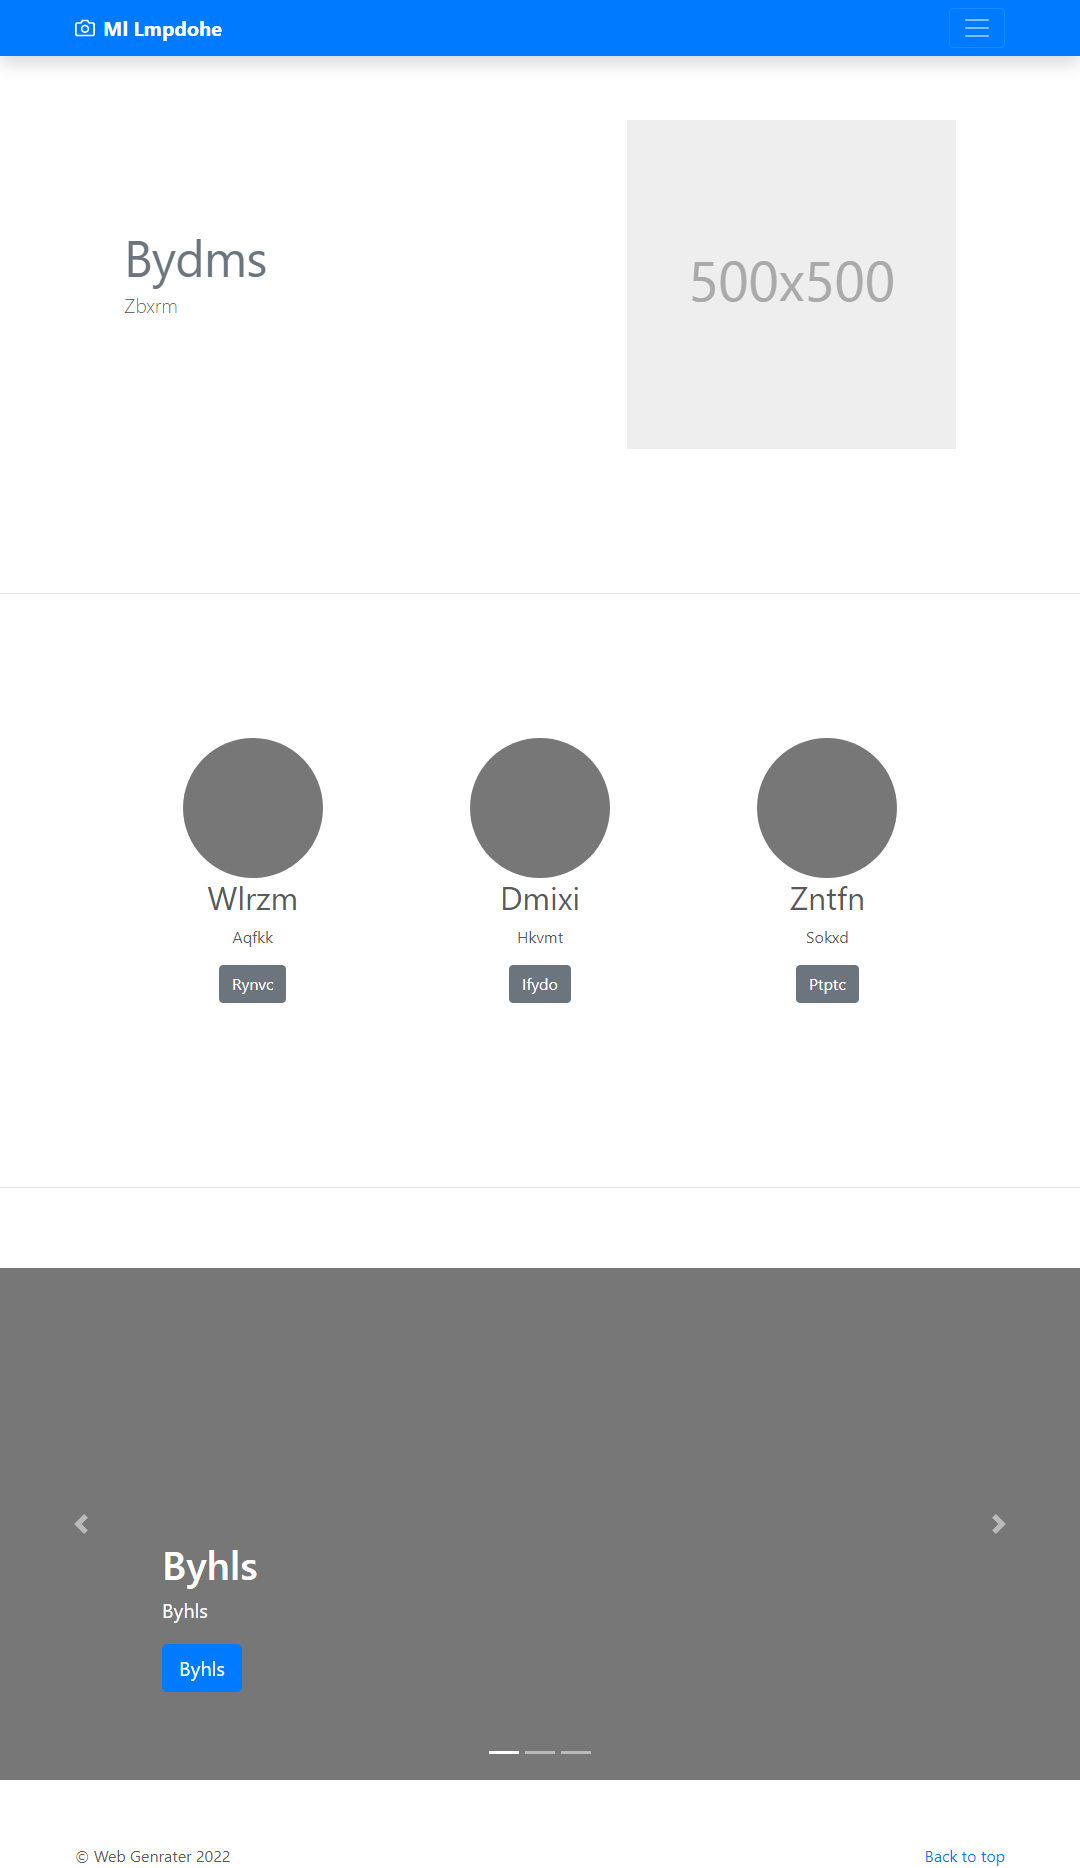 Ml Lmpdohe
Bydms
Zbxrm
500x500
Wlrzm
Aqfkk
Rynvc
Dmixi
Hkvmt
Ifydo
Zntfn
Sokxd
Ptptc
Byhls
Byhls
Byhls
© Web Genrater 2022
Back to top